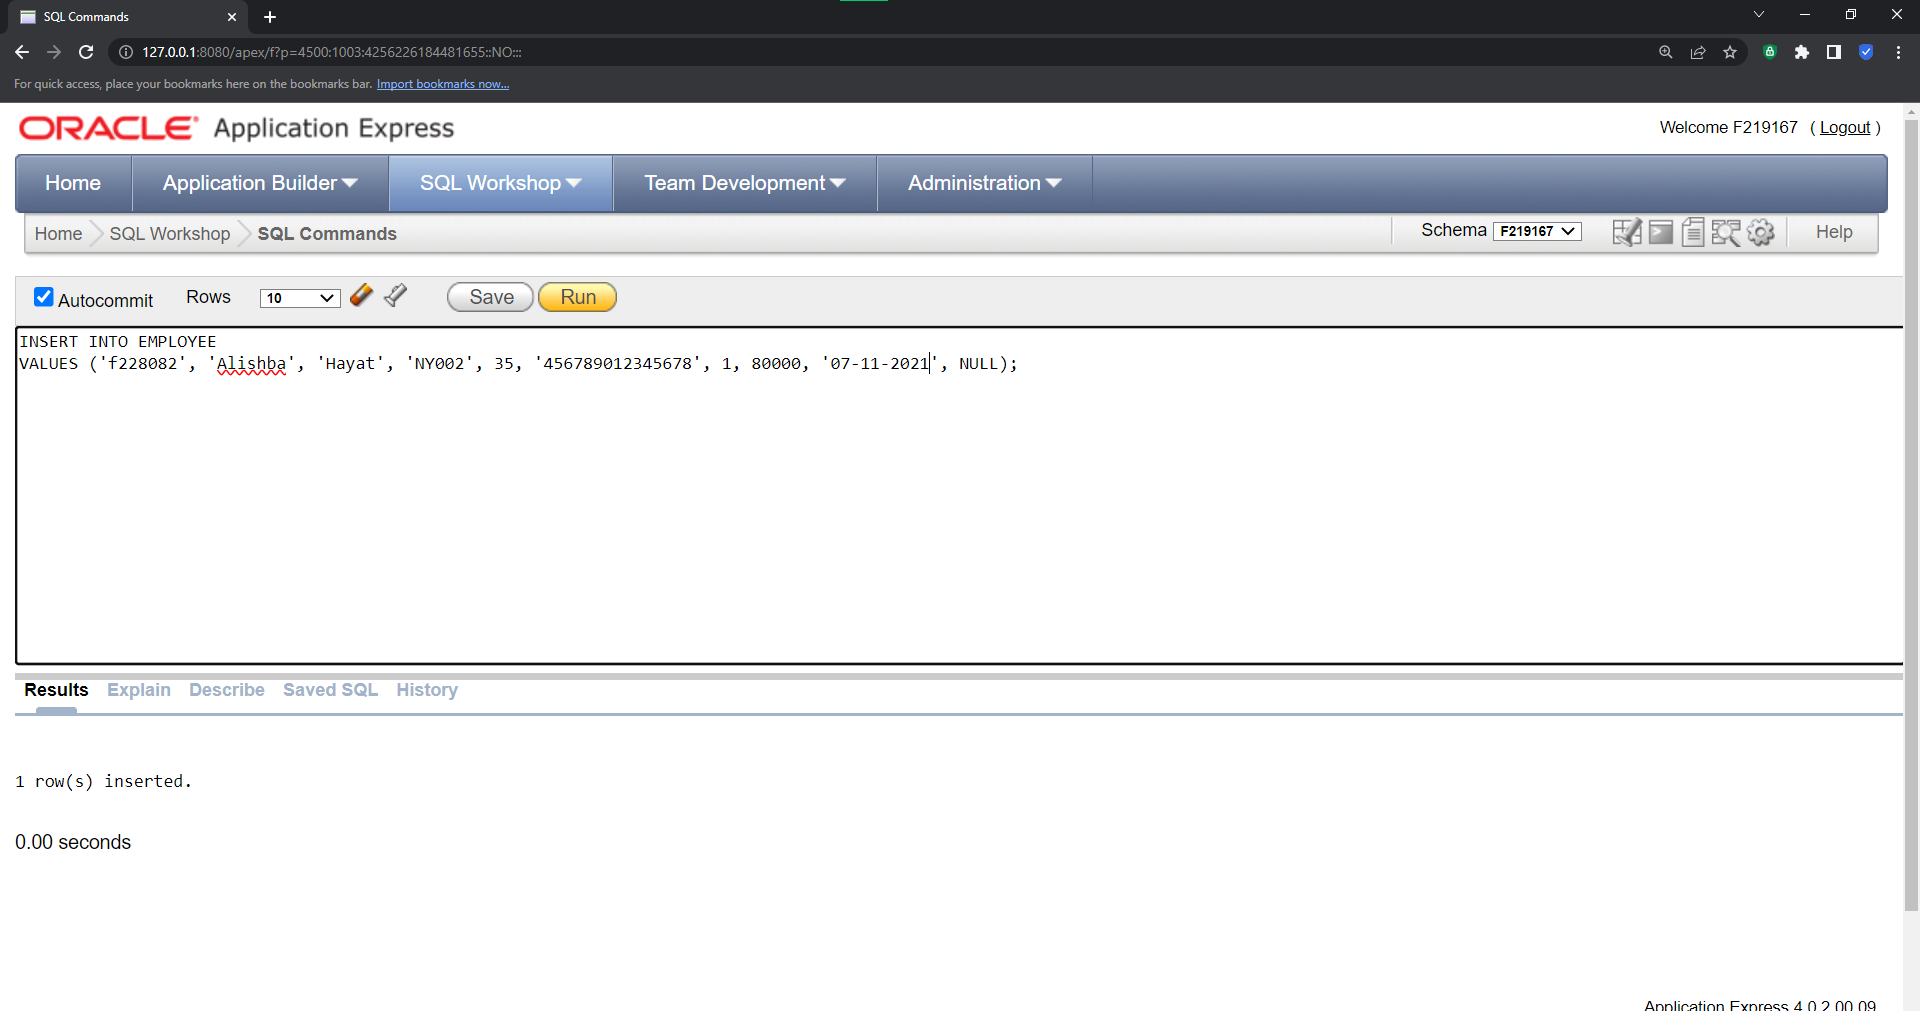 SQL Commands
127.0.0.1:8080/apex/f?p=4500:1003:4256226184481655::NO:::
For quick access, place your bookmarks here on the bookmarks bar. Import bookmarks now...
ORACLE® Application Express
Welcome F219167 ( Logout )
Home Application Builder SQL Workshop Team Development Administration
Home SQL Workshop SQL Commands Schema F219167 Help
Autocommit Rows 10 Save Run
INSERT INTO EMPLOYEE
VALUES ('f228082', 'Alishba', 'Hayat', 'NY002', 35, '456789012345678', 1, 80000, '07-11-2021', NULL);
Results Explain Describe Saved SQL History
1 row(s) inserted.
0.00 seconds
Application Express 4.0.2.00.09